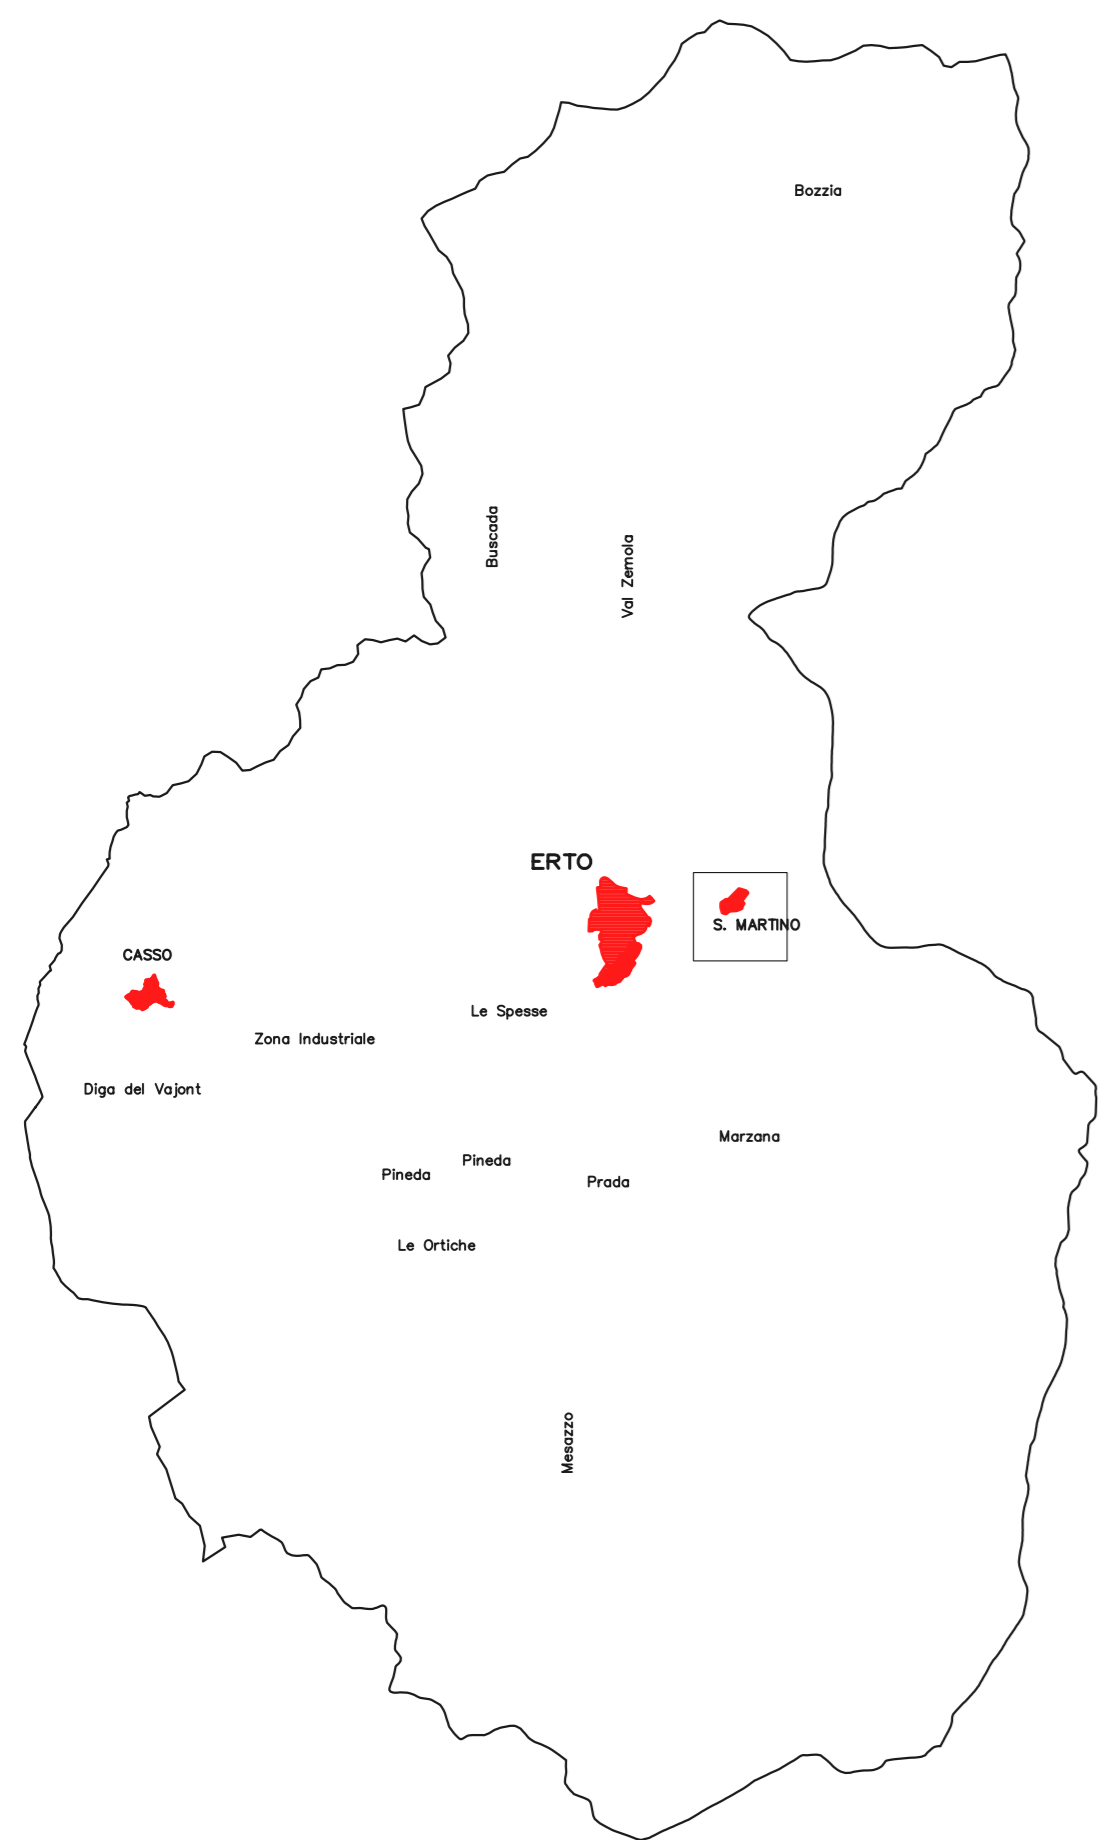 Bozzia
Buscada
Val Zemola
ERTO
S. MARTINO
CASSO
Le Spesse
Zona Industriale
Diga del Vajont
Marzana
Pineda
Pineda
Prada
Le Ortiche
Mesazzo